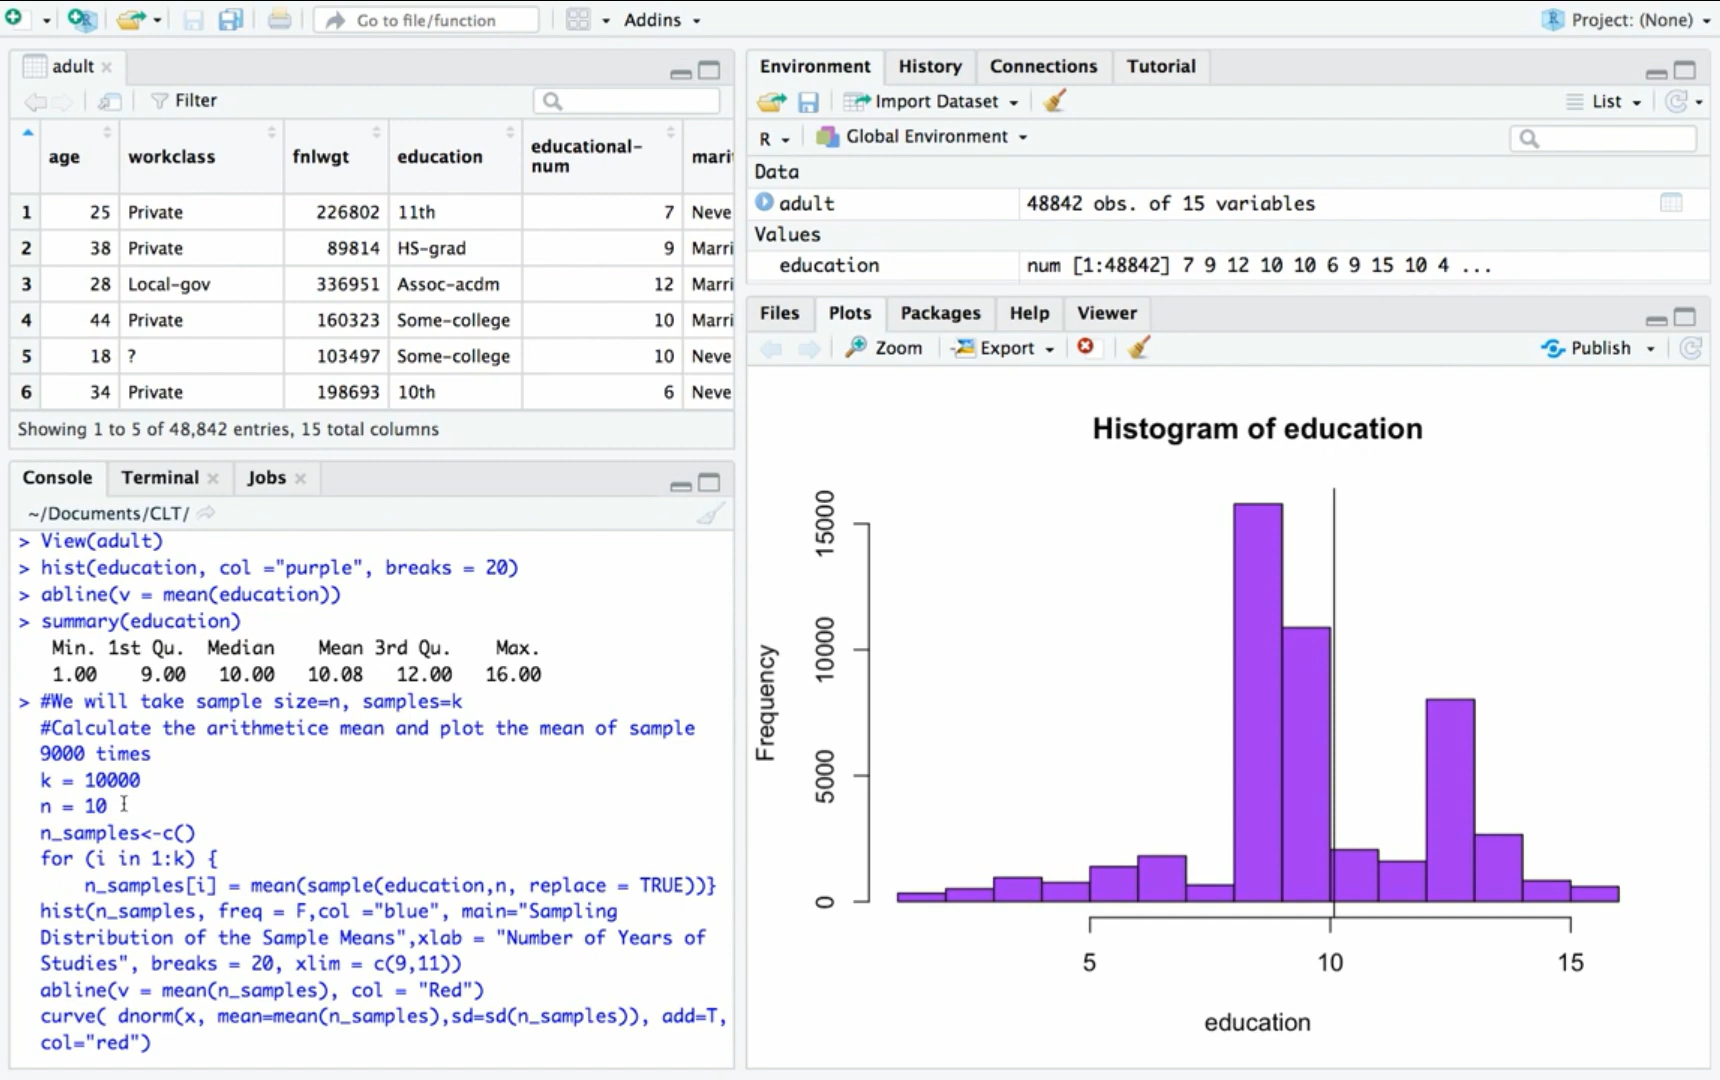 Go to file/function
Addins
Project: (None)
adult
Filter
age workclass fnlwgt education educational-num mari
1 25 Private 226802 11th 7 Neve
2 38 Private 89814 HS-grad 9 Marri
3 28 Local-gov 336951 Assoc-acdm 12 Marri
4 44 Private 160323 Some-college 10 Marri
5 18 ? 103497 Some-college 10 Neve
6 34 Private 198693 10th 6 Neve
Showing 1 to 5 of 48,842 entries, 15 total columns
Console Terminal Jobs
~/Documents/CLT/
> View(adult)
> hist(education, col ="purple", breaks = 20)
> abline(v = mean(education))
> summary(education)
Min. 1st Qu. Median Mean 3rd Qu. Max.
1.00 9.00 10.00 10.08 12.00 16.00
> #We will take sample size=n, samples=k
#Calculate the arithmetice mean and plot the mean of sample
9000 times
k = 10000
n = 10
n_samples<-c()
for (i in 1:k) {
n_samples[i] = mean(sample(education,n, replace = TRUE))}
hist(n_samples, freq = F,col ="blue", main="Sampling
Distribution of the Sample Means",xlab = "Number of Years of
Studies", breaks = 20, xlim = c(9,11))
abline(v = mean(n_samples), col = "Red")
curve( dnorm(x, mean=mean(n_samples),sd=sd(n_samples)), add=T,
col="red")
Environment History Connections Tutorial
Import Dataset
List
R
Global Environment
Data
adult 48842 obs. of 15 variables
Values
education num [1:48842] 7 9 12 10 10 6 9 15 10 4 ...
Files Plots Packages Help Viewer
Zoom Export Publish
Histogram of education
Frequency
15000
10000
5000
0
5 10 15
education